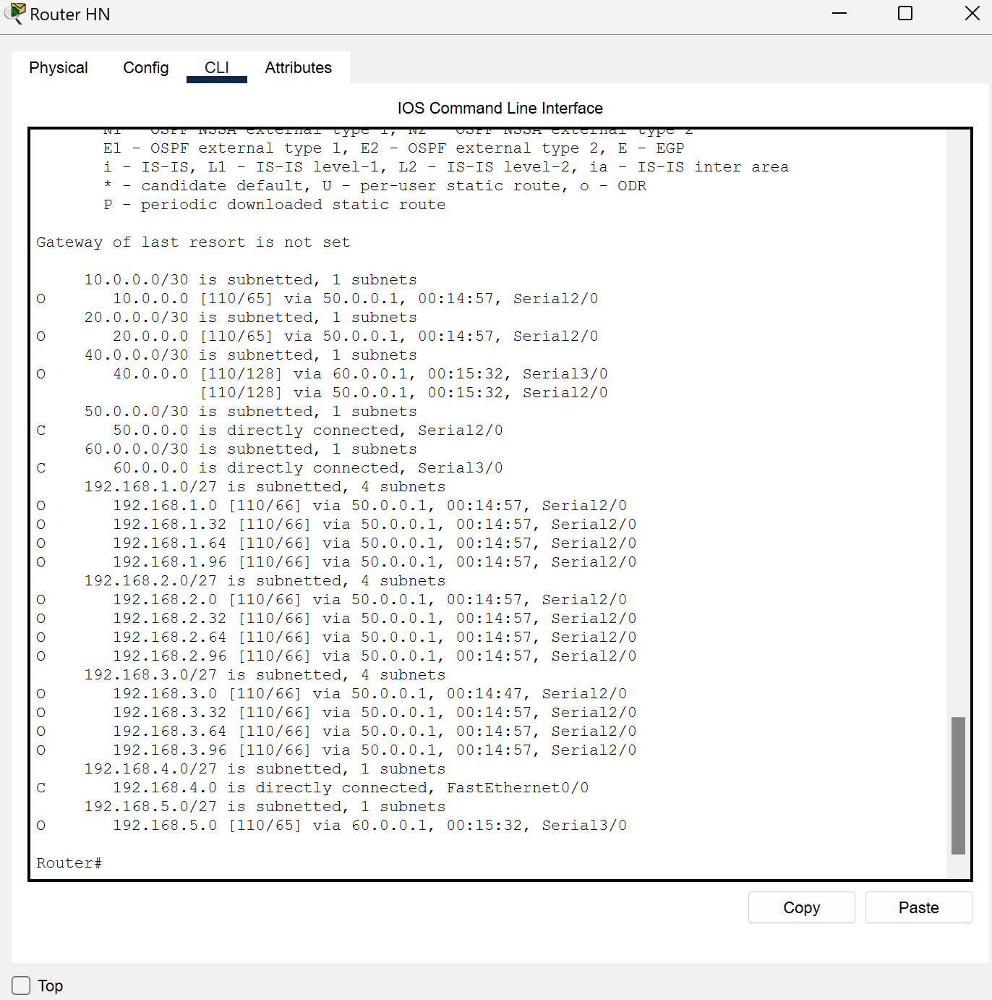 Router HN
Physical Config CLI Attributes
IOS Command Line Interface
N1 - OSPF NSSA external type 1, N2 - OSPF NSSA external type 2
E1 - OSPF external type 1, E2 - OSPF external type 2, E - EGP
i - IS-IS, L1 - IS-IS level-1, L2 - IS-IS level-2, ia - IS-IS inter area
* - candidate default, U - per-user static route, o - ODR
P - periodic downloaded static route
Gateway of last resort is not set
10.0.0.0/30 is subnetted, 1 subnets
O 10.0.0.0 [110/65] via 50.0.0.1, 00:14:57, Serial2/0
20.0.0.0/30 is subnetted, 1 subnets
O 20.0.0.0 [110/65] via 50.0.0.1, 00:14:57, Serial2/0
40.0.0.0/30 is subnetted, 1 subnets
O 40.0.0.0 [110/128] via 60.0.0.1, 00:15:32, Serial3/0
[110/128] via 50.0.0.1, 00:15:32, Serial2/0
50.0.0.0/30 is subnetted, 1 subnets
C 50.0.0.0 is directly connected, Serial2/0
60.0.0.0/30 is subnetted, 1 subnets
C 60.0.0.0 is directly connected, Serial3/0
192.168.1.0/27 is subnetted, 4 subnets
O 192.168.1.0 [110/66] via 50.0.0.1, 00:14:57, Serial2/0
O 192.168.1.32 [110/66] via 50.0.0.1, 00:14:57, Serial2/0
O 192.168.1.64 [110/66] via 50.0.0.1, 00:14:57, Serial2/0
O 192.168.1.96 [110/66] via 50.0.0.1, 00:14:57, Serial2/0
192.168.2.0/27 is subnetted, 4 subnets
O 192.168.2.0 [110/66] via 50.0.0.1, 00:14:57, Serial2/0
O 192.168.2.32 [110/66] via 50.0.0.1, 00:14:57, Serial2/0
O 192.168.2.64 [110/66] via 50.0.0.1, 00:14:57, Serial2/0
O 192.168.2.96 [110/66] via 50.0.0.1, 00:14:57, Serial2/0
192.168.3.0/27 is subnetted, 4 subnets
O 192.168.3.0 [110/66] via 50.0.0.1, 00:14:47, Serial2/0
O 192.168.3.32 [110/66] via 50.0.0.1, 00:14:57, Serial2/0
O 192.168.3.64 [110/66] via 50.0.0.1, 00:14:57, Serial2/0
O 192.168.3.96 [110/66] via 50.0.0.1, 00:14:57, Serial2/0
192.168.4.0/27 is subnetted, 1 subnets
C 192.168.4.0 is directly connected, FastEthernet0/0
192.168.5.0/27 is subnetted, 1 subnets
O 192.168.5.0 [110/65] via 60.0.0.1, 00:15:32, Serial3/0
Router#
Copy Paste
Top